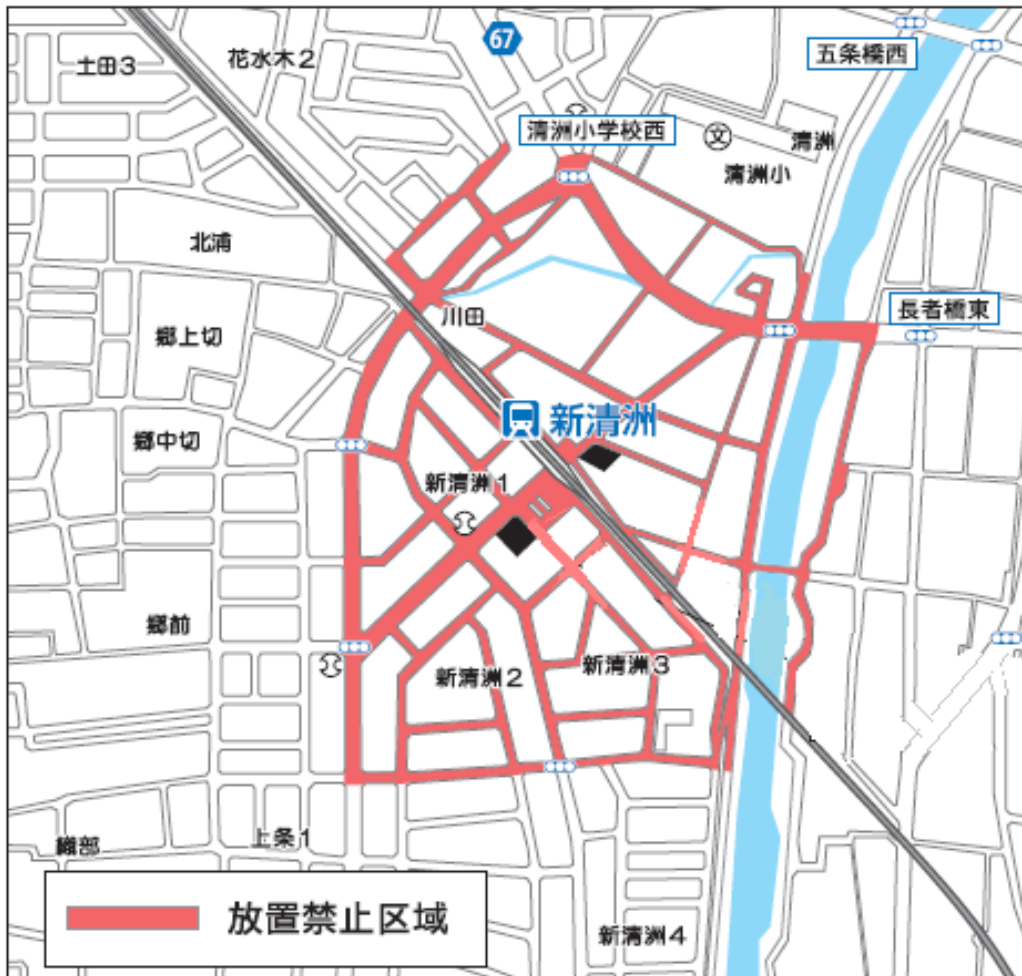 67
五条橋西
花水木2
土田3
清洲小学校西
文
清洲
清洲小
北浦
長者橋東
川田
郷上切
新清洲
郷中切
新清洲1
郷前
新清洲2
新清洲3
上条1
織部
放置禁止区域
新清洲4